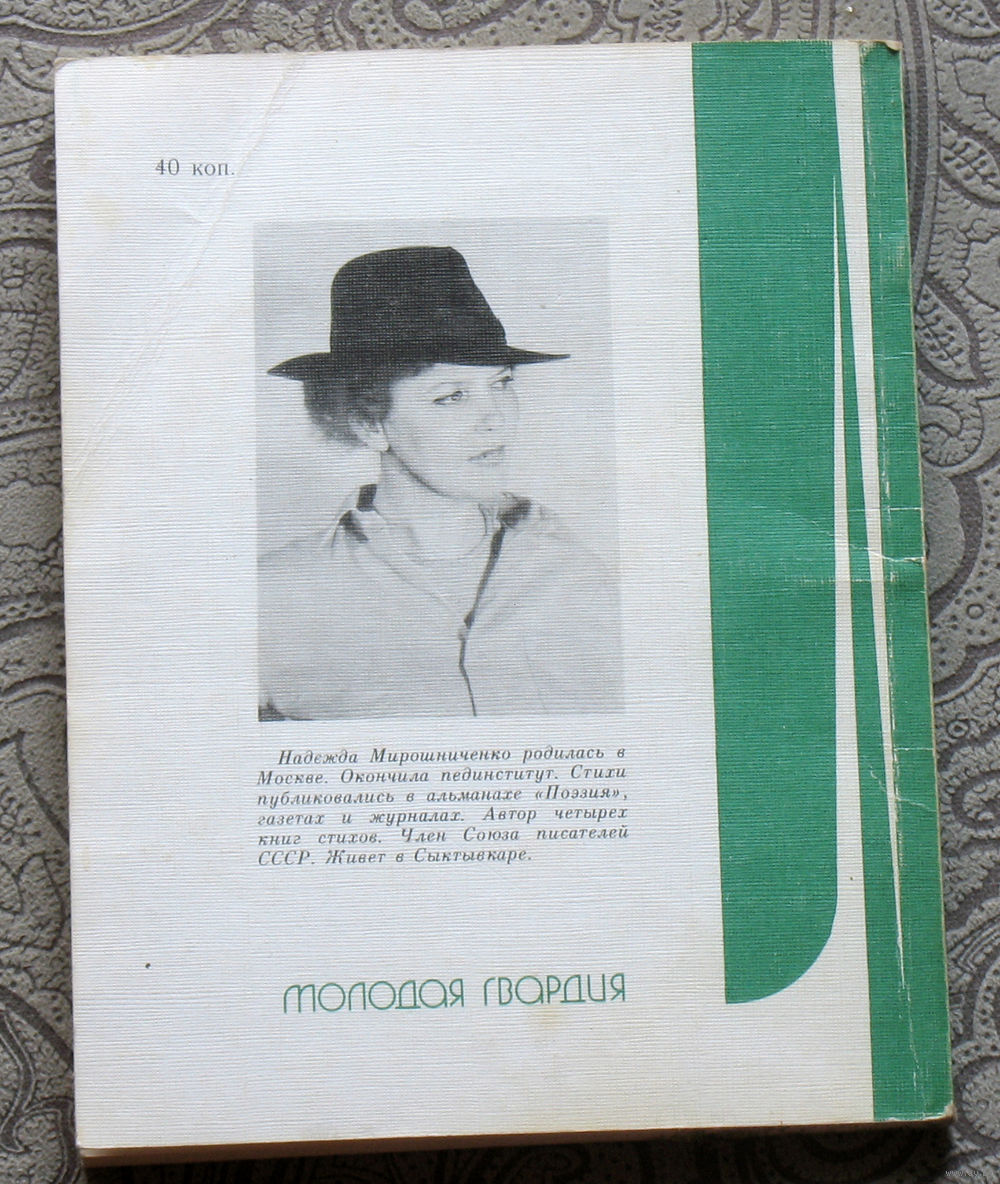 40 коп.
Надежда Мирошниченко родилась в
Москве. Окончила пединститут. Стихи
публиковались в альманахе «Поэзия»,
газетах и журналах. Автор четырех
книг стихов. Член Союза писателей
СССР. Живет в Сыктывкаре.
МОЛОДАЯ ГВАРДИЯ